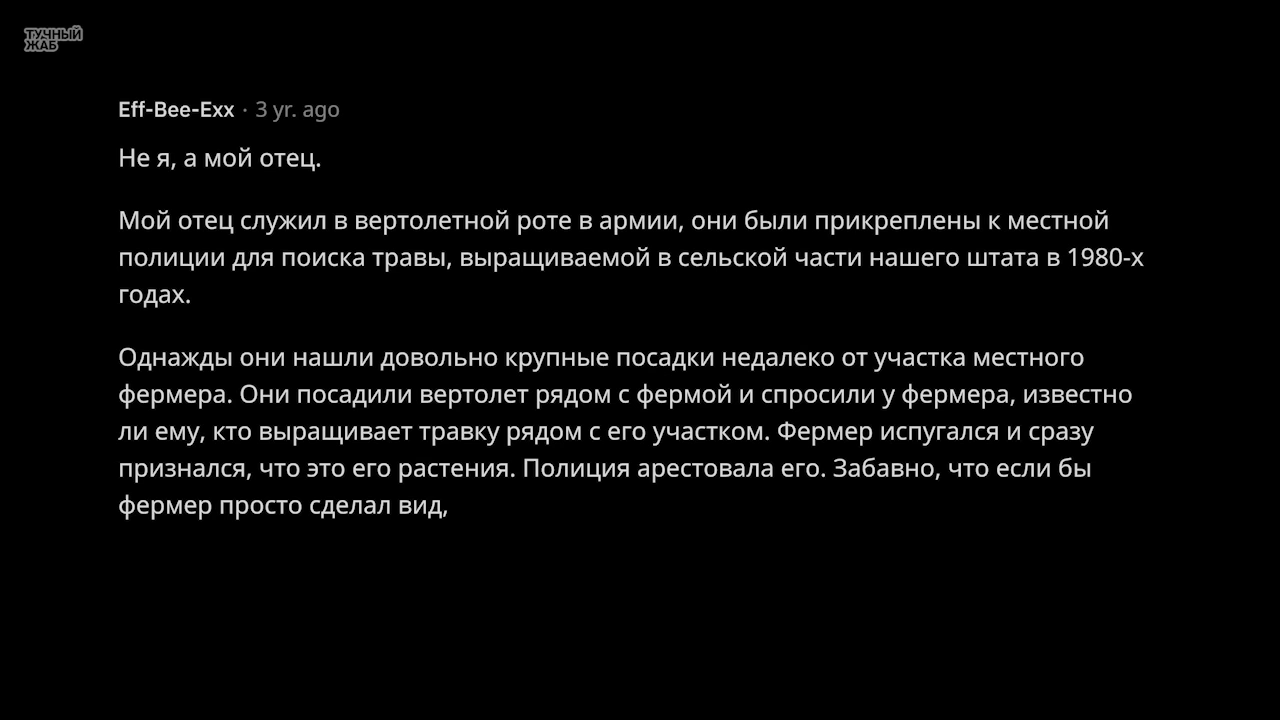 ТУЧНЫЙ
ЖАБ
Eff-Bee-Exx · 3 yr. ago
Не я, а мой отец.
Мой отец служил в вертолетной роте в армии, они были прикреплены к местной
полиции для поиска травы, выращиваемой в сельской части нашего штата в 1980-х
годах.
Однажды они нашли довольно крупные посадки недалеко от участка местного
фермера. Они посадили вертолет рядом с фермой и спросили у фермера, известно
ли ему, кто выращивает травку рядом с его участком. Фермер испугался и сразу
признался, что это его растения. Полиция арестовала его. Забавно, что если бы
фермер просто сделал вид,